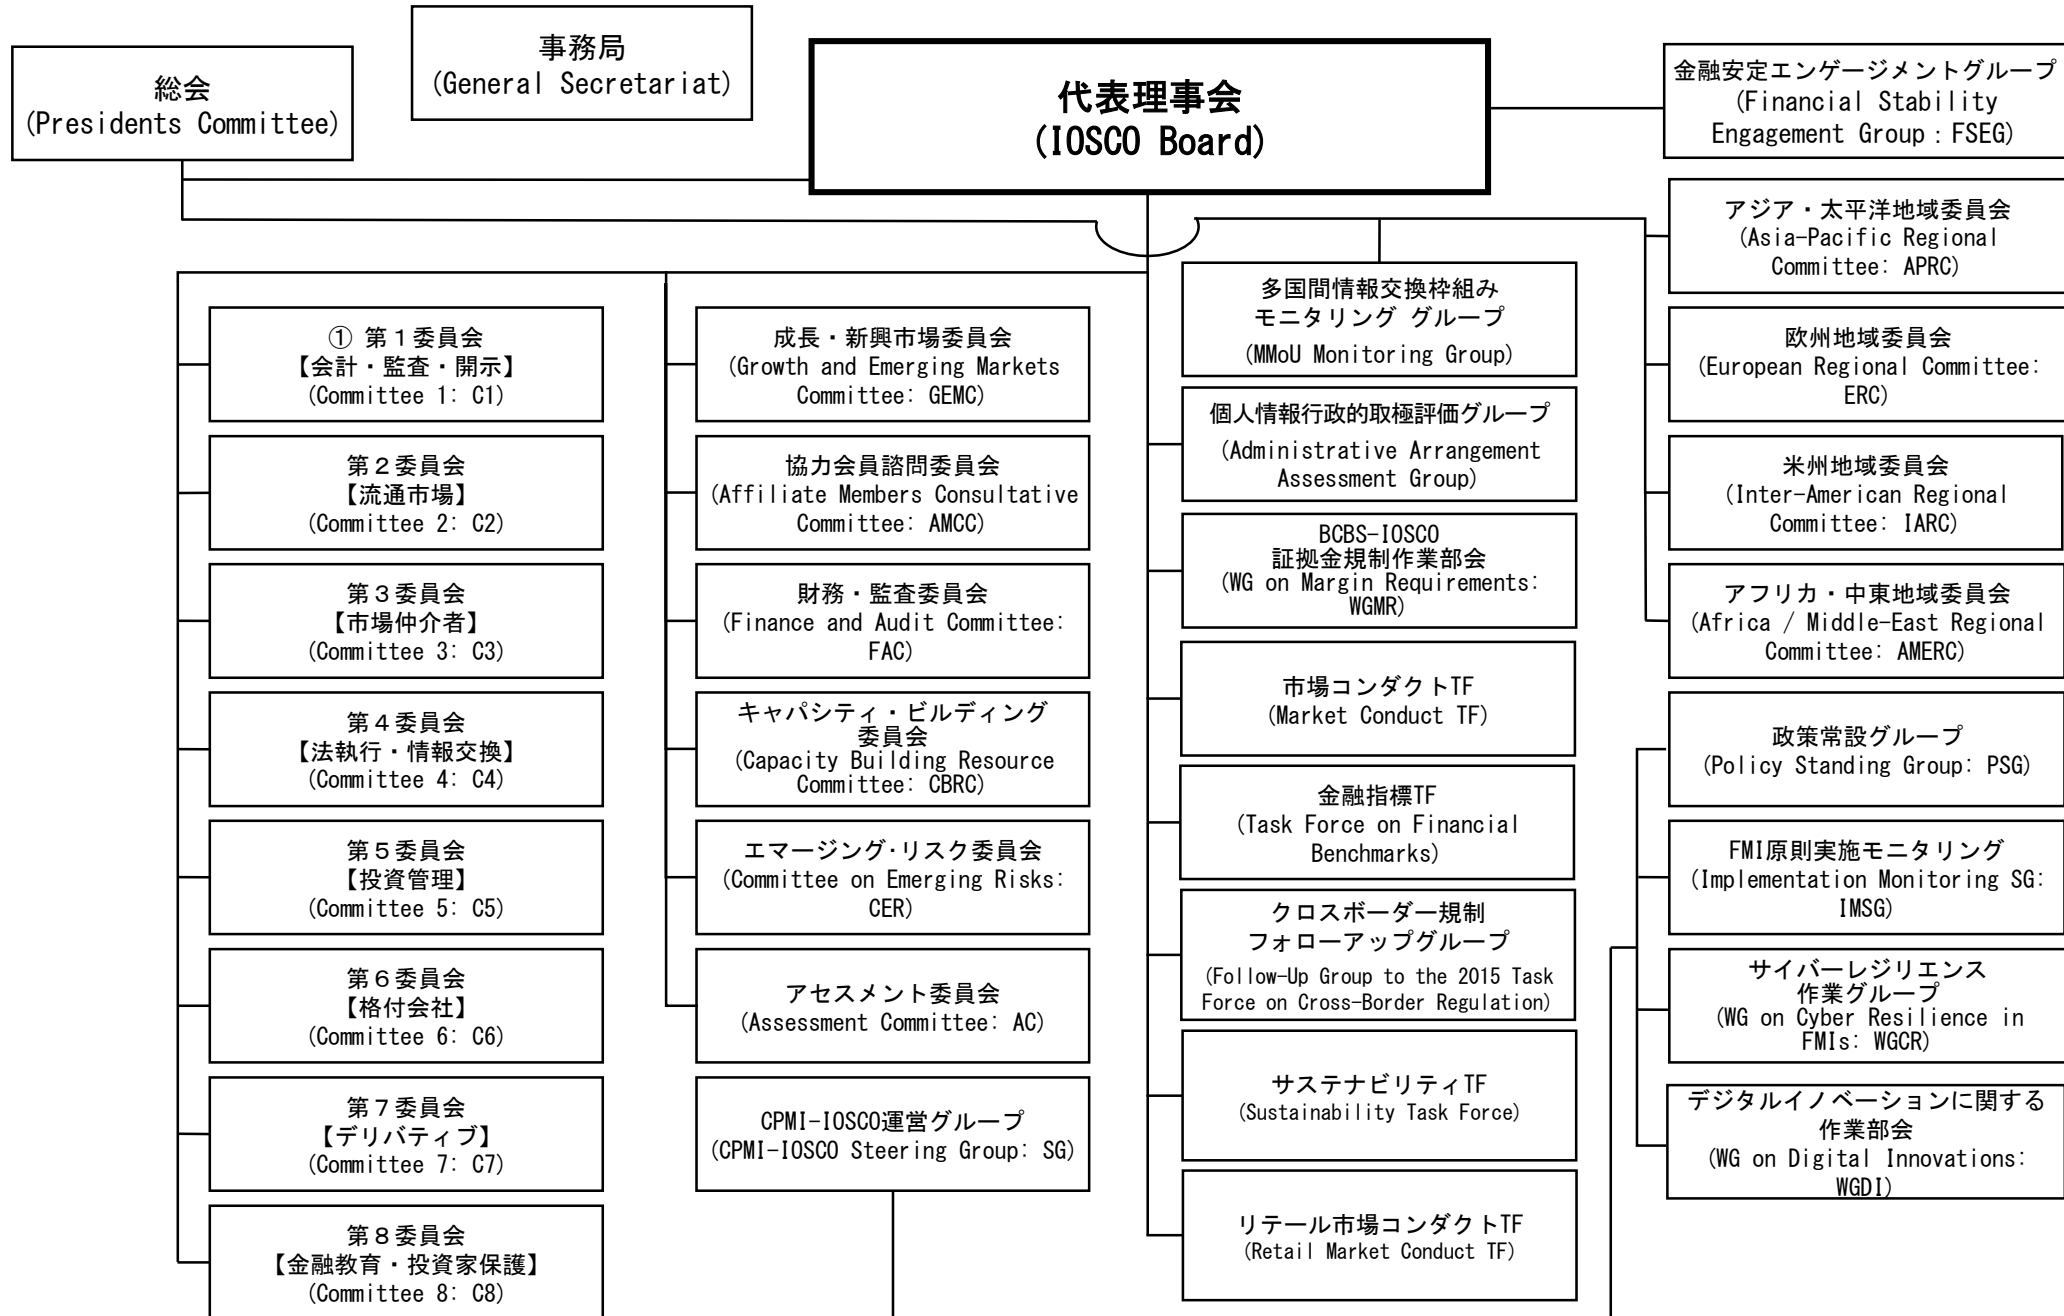 総会
(Presidents Committee)
事務局
(General Secretariat)
代表理事会
(IOSCO Board)
金融安定エンゲージメントグループ
(Financial Stability
Engagement Group：FSEG)
① 第１委員会
【会計・監査・開示】
(Committee 1: C1)
第２委員会
【流通市場】
(Committee 2: C2)
第３委員会
【市場仲介者】
(Committee 3: C3)
第４委員会
【法執行・情報交換】
(Committee 4: C4)
第５委員会
【投資管理】
(Committee 5: C5)
第６委員会
【格付会社】
(Committee 6: C6)
第７委員会
【デリバティブ】
(Committee 7: C7)
第８委員会
【金融教育・投資家保護】
(Committee 8: C8)
成長・新興市場委員会
(Growth and Emerging Markets
Committee: GEMC)
協力会員諮問委員会
(Affiliate Members Consultative
Committee: AMCC)
財務・監査委員会
(Finance and Audit Committee:
FAC)
キャパシティ・ビルディング
委員会
(Capacity Building Resource
Committee: CBRC)
エマージング･リスク委員会
(Committee on Emerging Risks:
CER)
アセスメント委員会
(Assessment Committee: AC)
CPMI-IOSCO運営グループ
(CPMI-IOSCO Steering Group: SG)
多国間情報交換枠組み
モニタリング グループ
(MMoU Monitoring Group)
個人情報行政的取極評価グループ
(Administrative Arrangement
Assessment Group)
BCBS-IOSCO
証拠金規制作業部会
(WG on Margin Requirements:
WGMR)
市場コンダクトTF
(Market Conduct TF)
金融指標TF
(Task Force on Financial
Benchmarks)
クロスボーダー規制
フォローアップグループ
(Follow-Up Group to the 2015 Task
Force on Cross-Border Regulation)
サステナビリティTF
(Sustainability Task Force)
リテール市場コンダクトTF
(Retail Market Conduct TF)
アジア・太平洋地域委員会
(Asia-Pacific Regional
Committee: APRC)
欧州地域委員会
(European Regional Committee:
ERC)
米州地域委員会
(Inter-American Regional
Committee: IARC)
アフリカ・中東地域委員会
(Africa / Middle-East Regional
Committee: AMERC)
政策常設グループ
(Policy Standing Group: PSG)
FMI原則実施モニタリング
(Implementation Monitoring SG:
IMSG)
サイバーレジリエンス
作業グループ
(WG on Cyber Resilience in
FMIs: WGCR)
デジタルイノベーションに関する
作業部会
(WG on Digital Innovations:
WGDI)